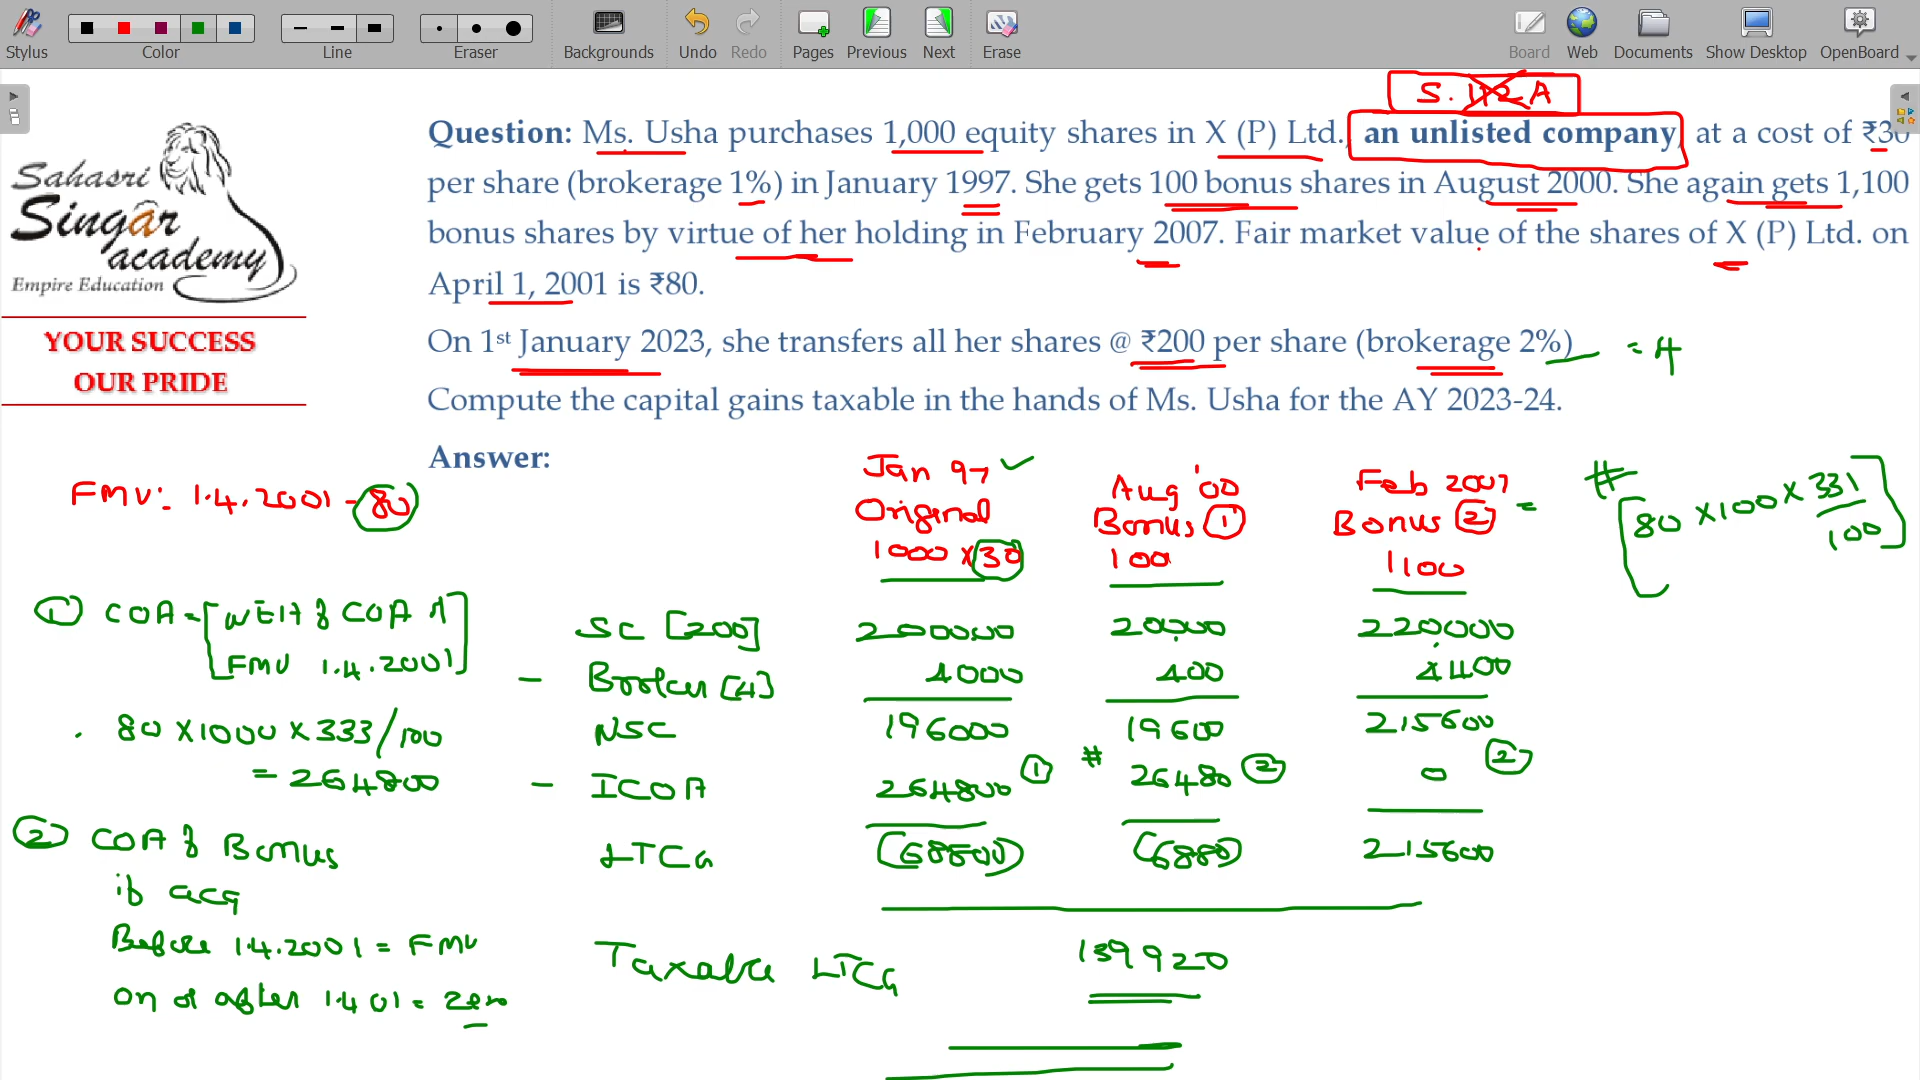 Stylus Color Line Eraser Backgrounds Undo Redo Pages Previous Next Erase Board Web Documents Show Desktop OpenBoard
S. 112A
Sahasri
Singar
academy
Empire Education
YOUR SUCCESS
OUR PRIDE
Question: Ms. Usha purchases 1,000 equity shares in X (P) Ltd., an unlisted company, at a cost of ₹30
per share (brokerage 1%) in January 1997. She gets 100 bonus shares in August 2000. She again gets 1,100
bonus shares by virtue of her holding in February 2007. Fair market value of the shares of X (P) Ltd. on
April 1, 2001 is ₹80.
On 1st January 2023, she transfers all her shares @ ₹200 per share (brokerage 2%) = 4
Compute the capital gains taxable in the hands of Ms. Usha for the AY 2023-24.
Answer:
FMV: 1.4.2001 - 80
Jan 97
Original
1000 x 30
Aug '00
Bonus 1
100
Feb 2007
Bonus 2 =
1100
# [80 x 100 x 331/100]
1 COA = [WEH of COA
FMV 1.4.2001]
80 x 1000 x 333/100
= 264800
2 COA of Bonus
if acq
Before 1.4.2001 = FMV
on or after 1.4.01 = zero
SC [200] 200000 20000 220000
- Broker [4] 4000 400 4400
NSC 196000 19600 215600
- ICOA 264800 1 # 26480 2 0 2
LTCG (68800) (6880) 215600
Taxable LTCG 139920